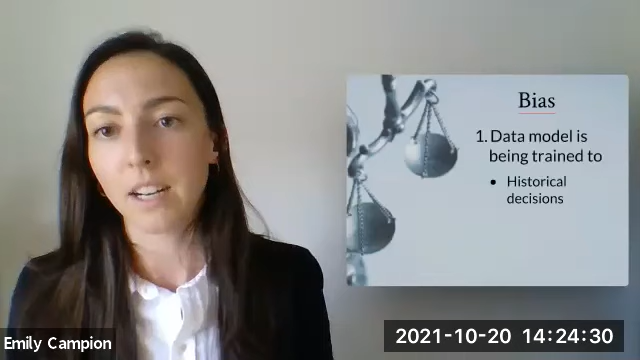 Bias
1. Data model is
being trained to
• Historical
decisions
Emily Campion
2021-10-20 14:24:30